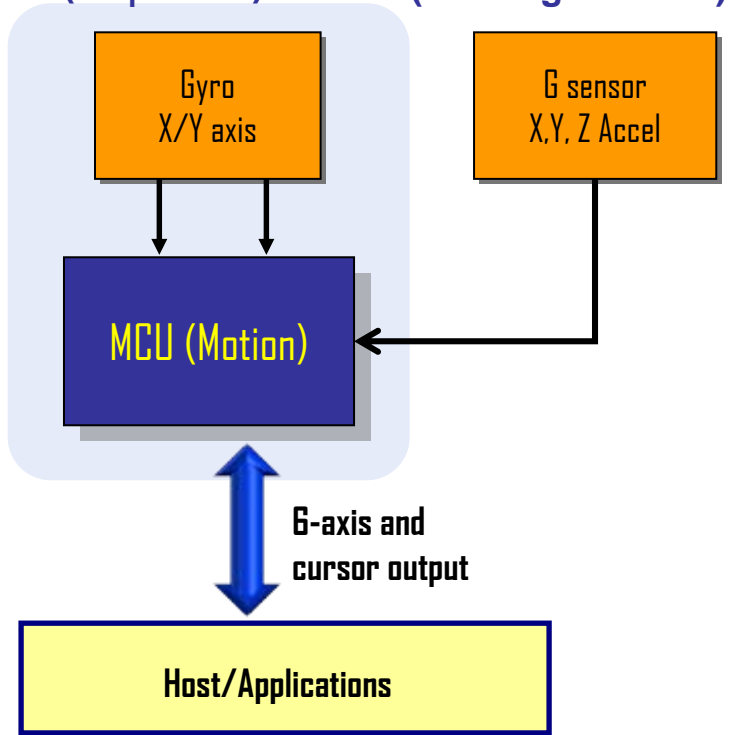 Gyro
X/Y axis
G sensor
X,Y, Z Accel
MCU (Motion)
6-axis and
cursor output
Host/Applications